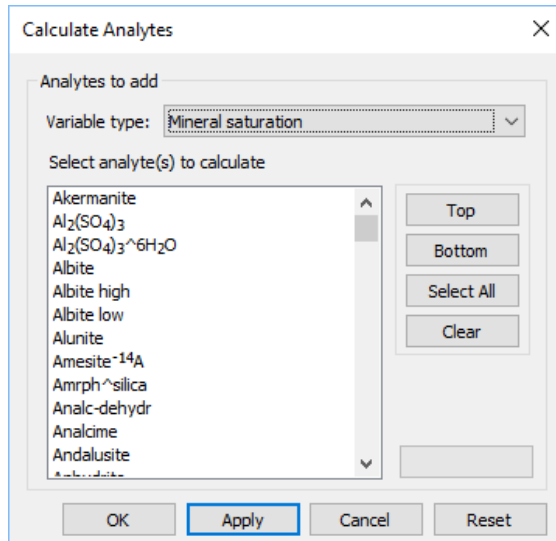 Calculate Analytes
Analytes to add
Variable type: Mineral saturation
Select analyte(s) to calculate
Akermanite
Al2(SO4)3
Al2(SO4)3^6H2O
Albite
Albite high
Albite low
Alunite
Amesite-14A
Amrph^silica
Analc-dehydr
Analcime
Andalusite
Anhydrite
Top
Bottom
Select All
Clear
OK Apply Cancel Reset